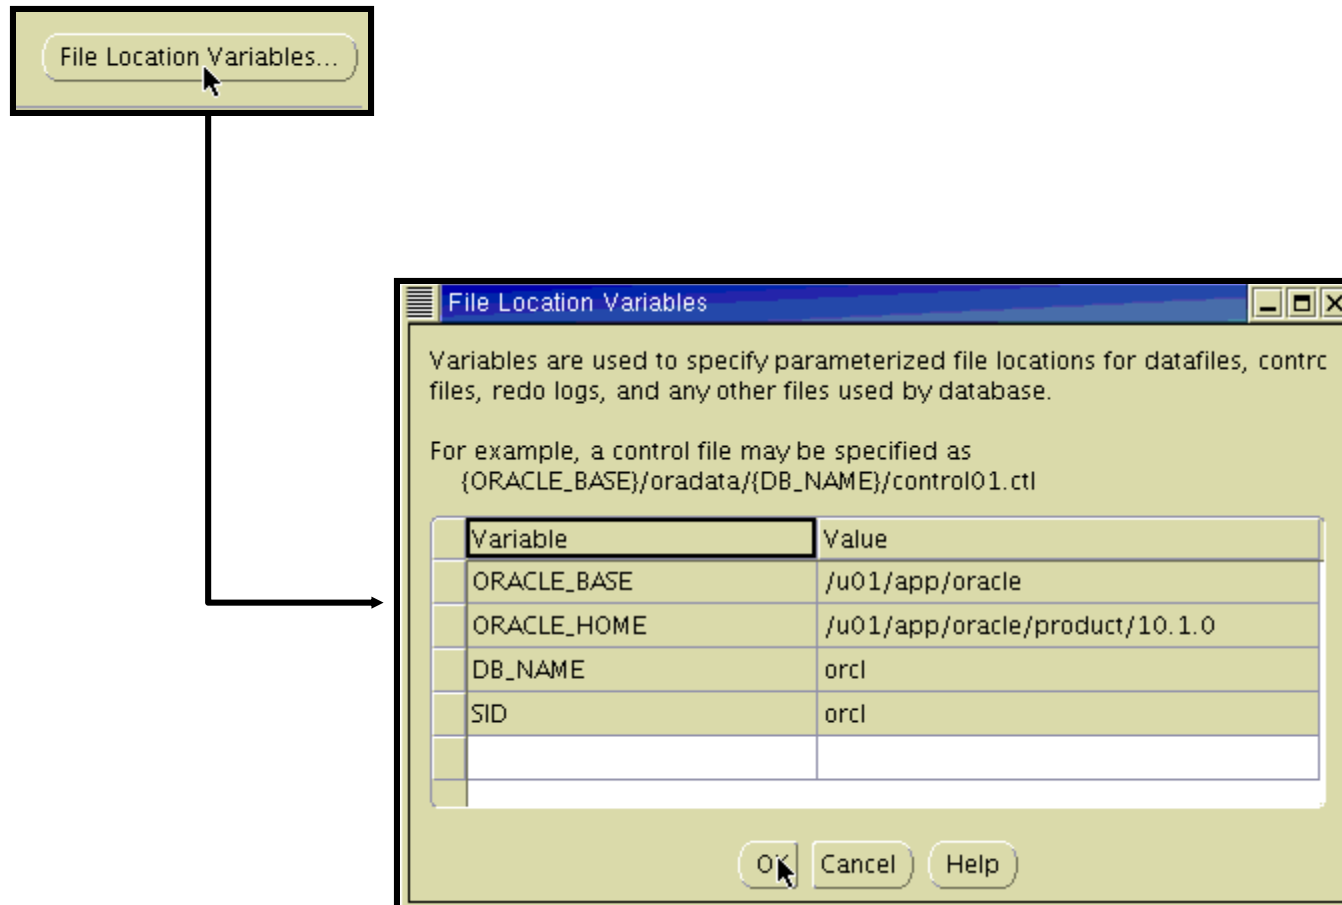 File Location Variables...
File Location Variables
Variables are used to specify parameterized file locations for datafiles, contrc
files, redo logs, and any other files used by database.
For example, a control file may be specified as
{ORACLE_BASE}/oradata/{DB_NAME}/control01.ctl
Variable Value
ORACLE_BASE /u01/app/oracle
ORACLE_HOME /u01/app/oracle/product/10.1.0
DB_NAME orcl
SID orcl
OK Cancel Help